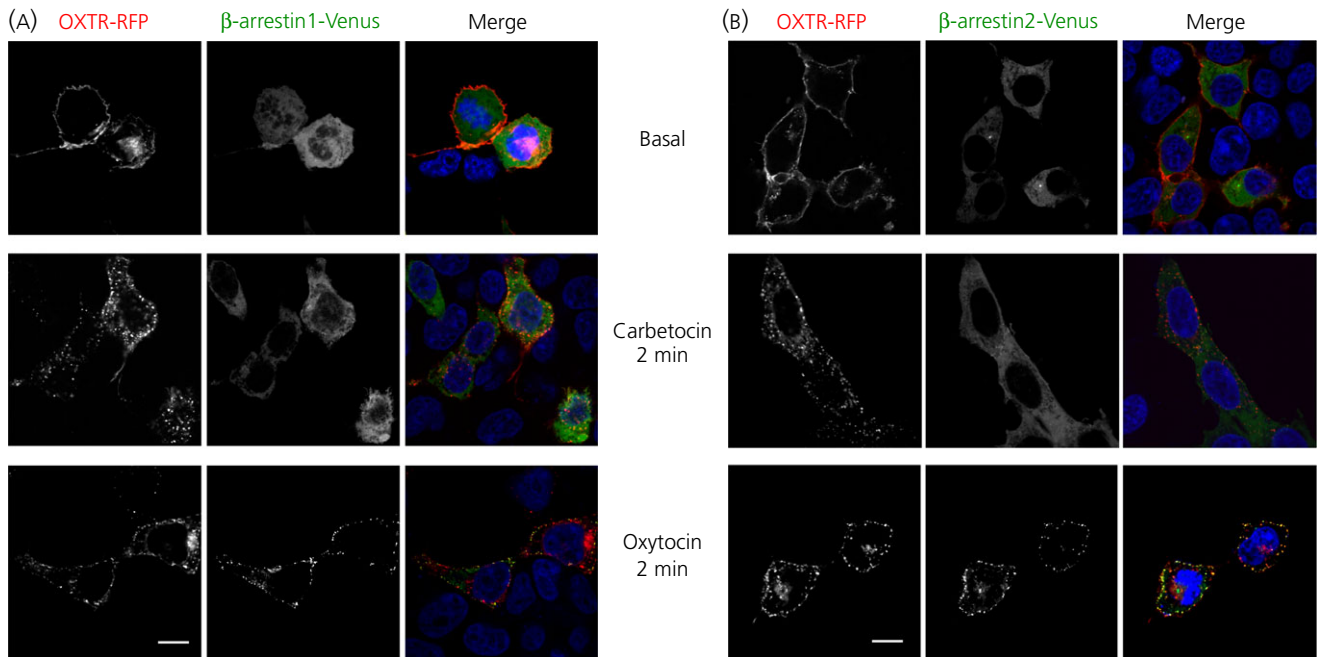 (A) OXTR-RFP β-arrestin1-Venus Merge
(B) OXTR-RFP β-arrestin2-Venus Merge
Basal
Carbetocin
2 min
Oxytocin
2 min